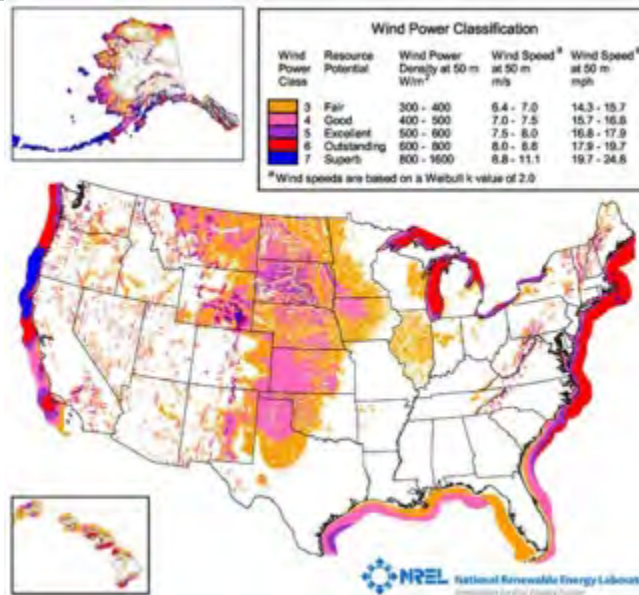 Wind Power Classification
Wind Power Class Resource Potential Wind Power Density at 50 m W/m² Wind Speed a at 50 m m/s Wind Speed a at 50 m mph
3 Fair 300 - 400 6.4 - 7.0 14.3 - 15.7
4 Good 400 - 500 7.0 - 7.5 15.7 - 16.8
5 Excellent 500 - 600 7.5 - 8.0 16.8 - 17.9
6 Outstanding 600 - 800 8.0 - 8.8 17.9 - 19.7
7 Superb 800 - 1600 8.8 - 11.1 19.7 - 24.8
a Wind speeds are based on a Weibull k value of 2.0
NREL National Renewable Energy